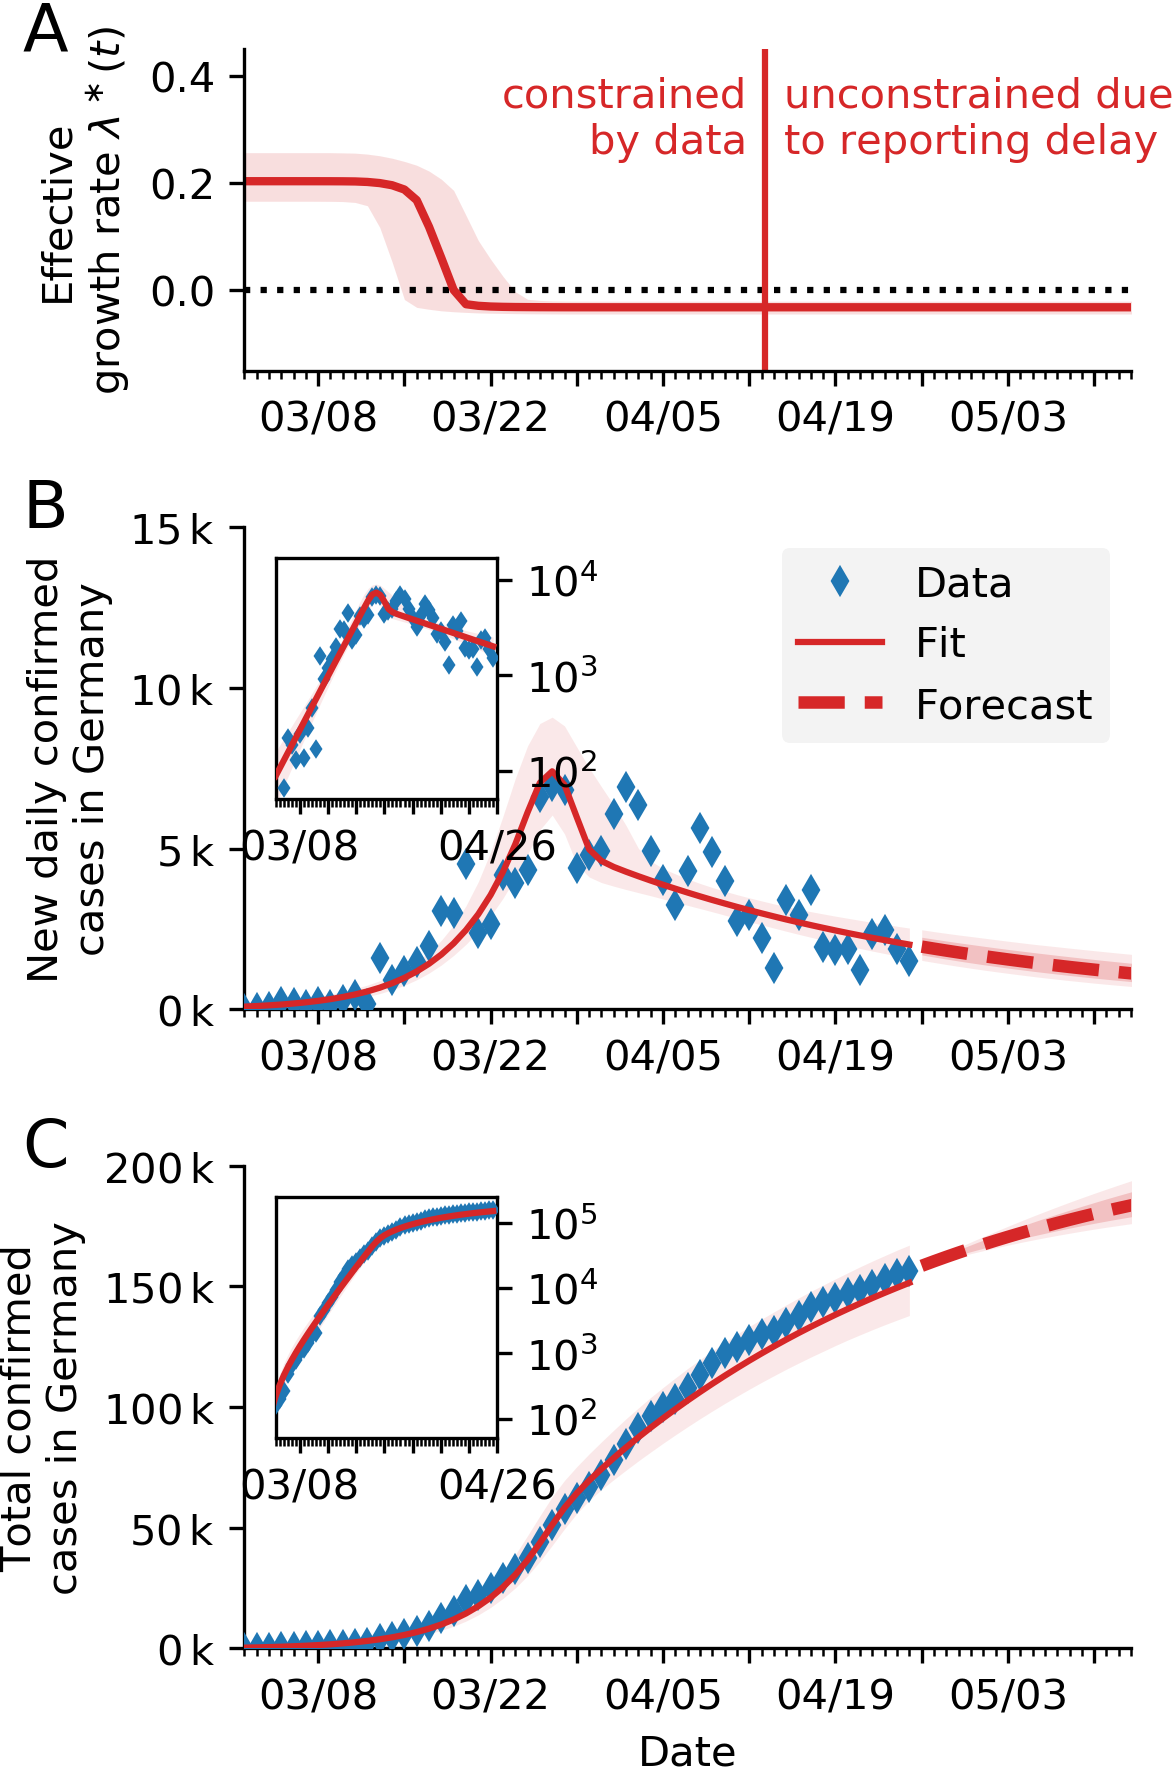 A
Effective
growth rate λ * (t)
0.4
0.2
0.0
constrained
by data
unconstrained due
to reporting delay
03/08
03/22
04/05
04/19
05/03
B
New daily confirmed
cases in Germany
15 k
10 k
5 k
0 k
10⁴
10³
10²
03/08
04/26
Data
Fit
Forecast
03/08
03/22
04/05
04/19
05/03
C
Total confirmed
cases in Germany
200 k
150 k
100 k
50 k
0 k
10⁵
10⁴
10³
10²
03/08
04/26
03/08
03/22
04/05
04/19
05/03
Date